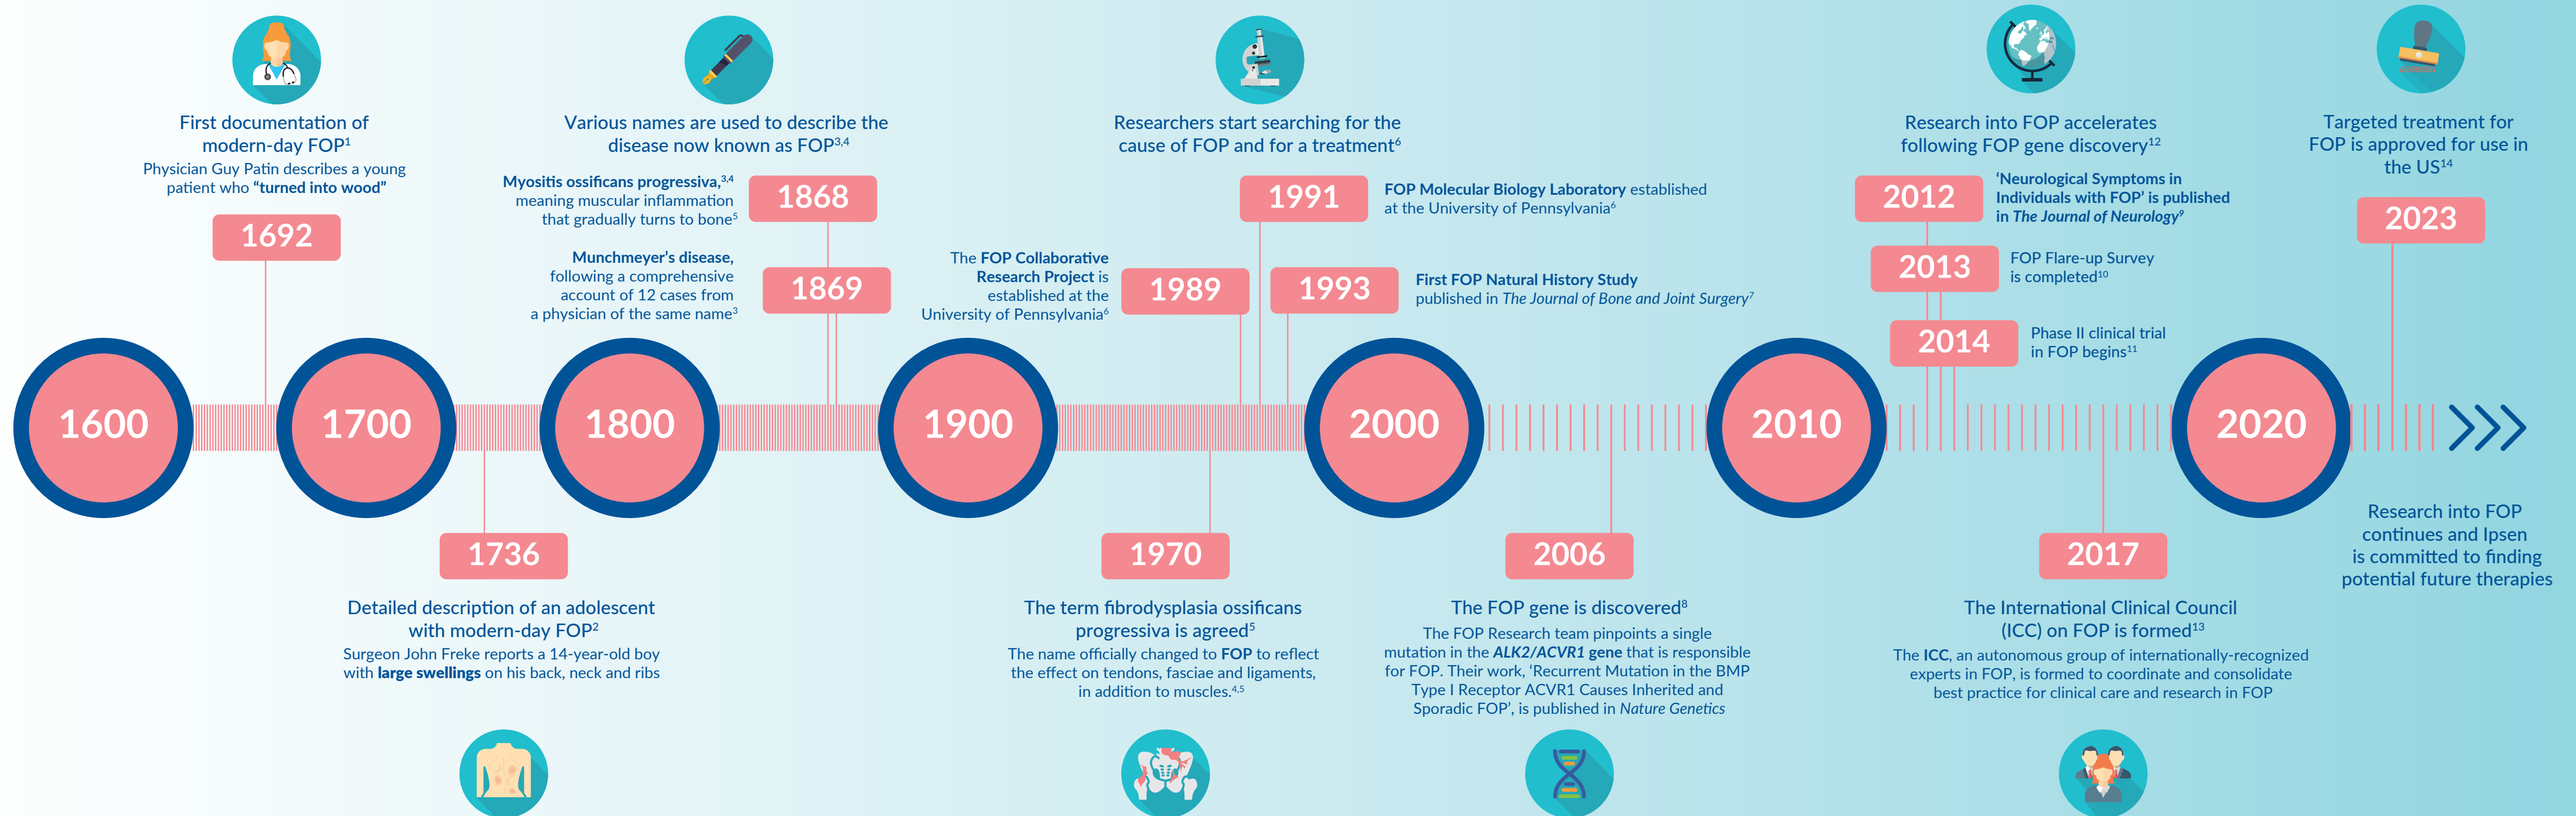 First documentation of
modern-day FOP1
Physician Guy Patin describes a young
patient who “turned into wood”
1692
Various names are used to describe the
disease now known as FOP3,4
Myositis ossificans progressiva,3,4
meaning muscular inflammation
that gradually turns to bone5
1868
Munchmeyer’s disease,
following a comprehensive
account of 12 cases from
a physician of the same name3
1869
Researchers start searching for the
cause of FOP and for a treatment6
1991
FOP Molecular Biology Laboratory established
at the University of Pennsylvania6
The FOP Collaborative
Research Project is
established at the
University of Pennsylvania6
1989
1993
First FOP Natural History Study
published in The Journal of Bone and Joint Surgery7
Research into FOP accelerates
following FOP gene discovery12
2012
‘Neurological Symptoms in
Individuals with FOP’ is published
in The Journal of Neurology9
2013
FOP Flare-up Survey
is completed10
2014
Phase II clinical trial
in FOP begins11
Targeted treatment for
FOP is approved for use in
the US14
2023
1600
1700
1800
1900
2000
2010
2020
1736
Detailed description of an adolescent
with modern-day FOP2
Surgeon John Freke reports a 14-year-old boy
with large swellings on his back, neck and ribs
1970
The term fibrodysplasia ossificans
progressiva is agreed5
The name officially changed to FOP to reflect
the effect on tendons, fasciae and ligaments,
in addition to muscles.4,5
2006
The FOP gene is discovered8
The FOP Research team pinpoints a single
mutation in the ALK2/ACVR1 gene that is responsible
for FOP. Their work, ‘Recurrent Mutation in the BMP
Type I Receptor ACVR1 Causes Inherited and
Sporadic FOP’, is published in Nature Genetics
2017
The International Clinical Council
(ICC) on FOP is formed13
The ICC, an autonomous group of internationally-recognized
experts in FOP, is formed to coordinate and consolidate
best practice for clinical care and research in FOP
Research into FOP
continues and Ipsen
is committed to finding
potential future therapies